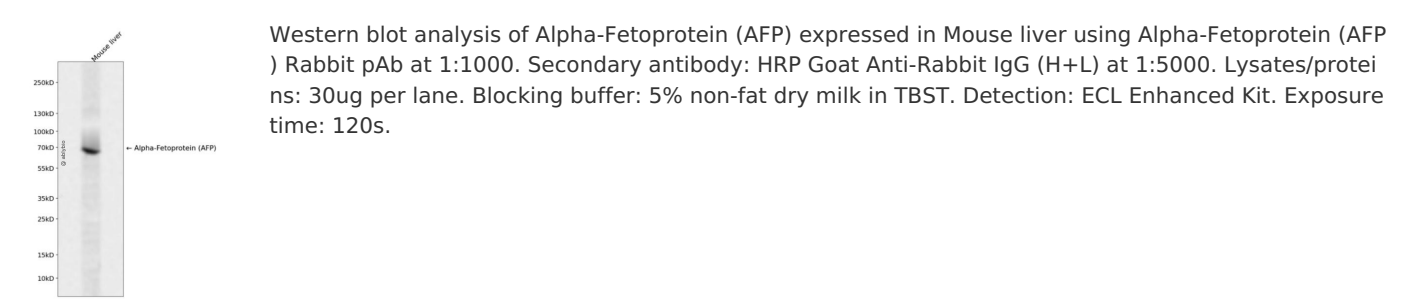 Mouse liver
250kD
130kD
100kD
70kD
55kD
35kD
25kD
15kD
10kD
← Alpha-Fetoprotein (AFP)
Western blot analysis of Alpha-Fetoprotein (AFP) expressed in Mouse liver using Alpha-Fetoprotein (AFP
) Rabbit pAb at 1:1000. Secondary antibody: HRP Goat Anti-Rabbit IgG (H+L) at 1:5000. Lysates/protei
ns: 30ug per lane. Blocking buffer: 5% non-fat dry milk in TBST. Detection: ECL Enhanced Kit. Exposure
time: 120s.